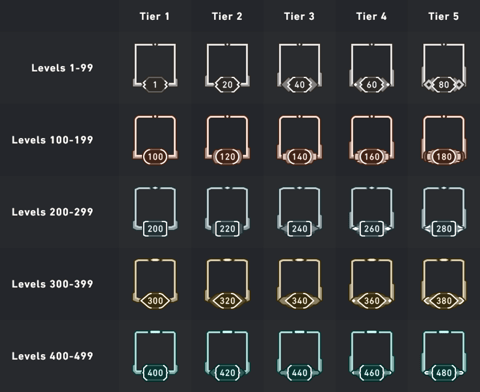 Tier 1 Tier 2 Tier 3 Tier 4 Tier 5
Levels 1-99 1 20 40 60 80
Levels 100-199 100 120 140 160 180
Levels 200-299 200 220 240 260 280
Levels 300-399 300 320 340 360 380
Levels 400-499 400 420 440 460 480